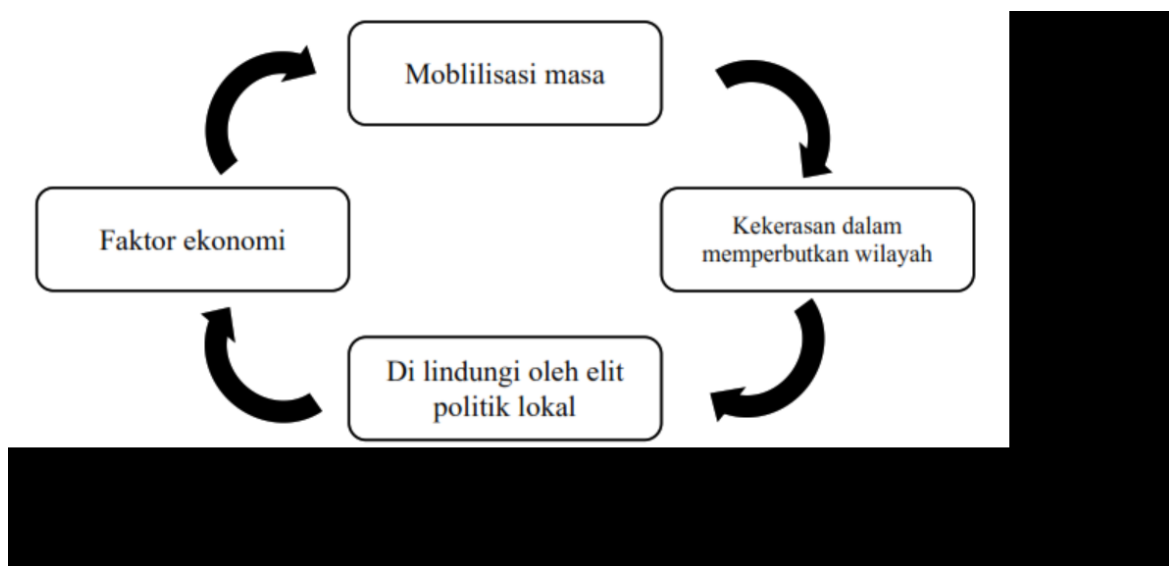 Moblilisasi masa
Faktor ekonomi
Kekerasan dalam
memperbutkan wilayah
Di lindungi oleh elit
politik lokal